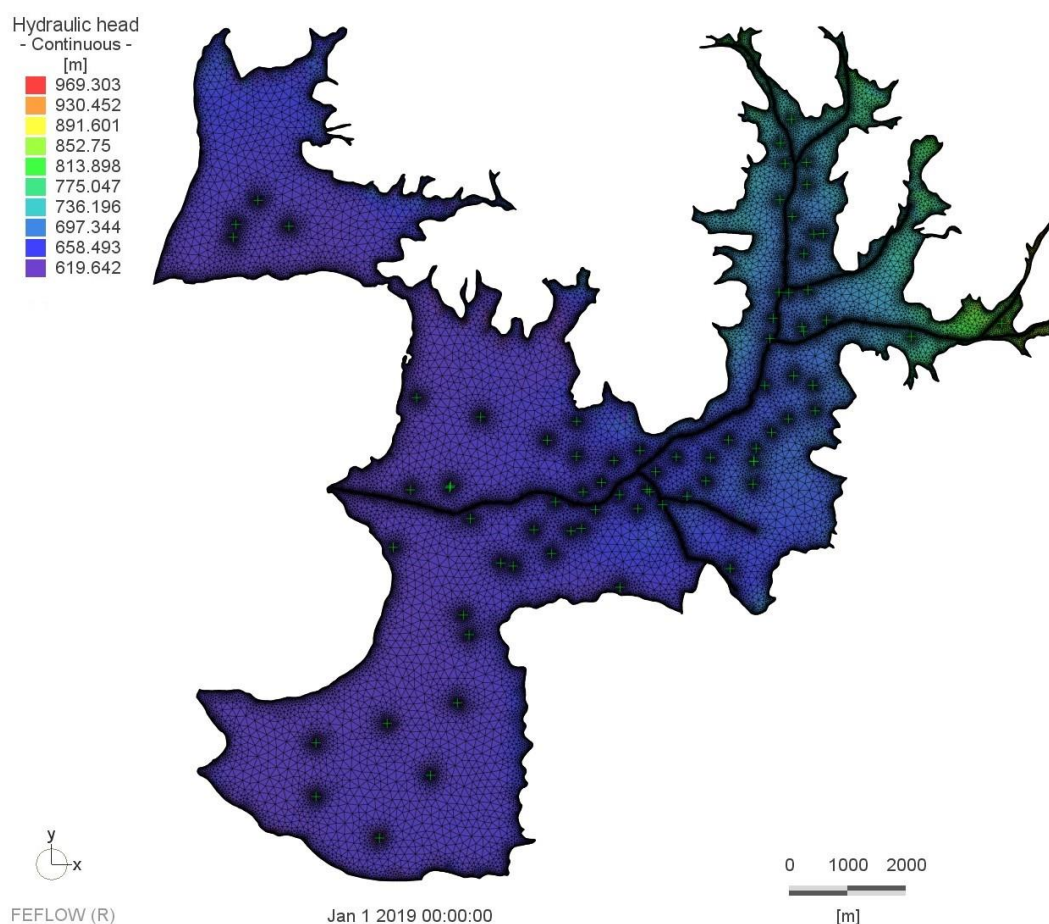 Hydraulic head
- Continuous -
[m]
969.303
930.452
891.601
852.75
813.898
775.047
736.196
697.344
658.493
619.642
y
x
0 1000 2000
[m]
FEFLOW (R)
Jan 1 2019 00:00:00